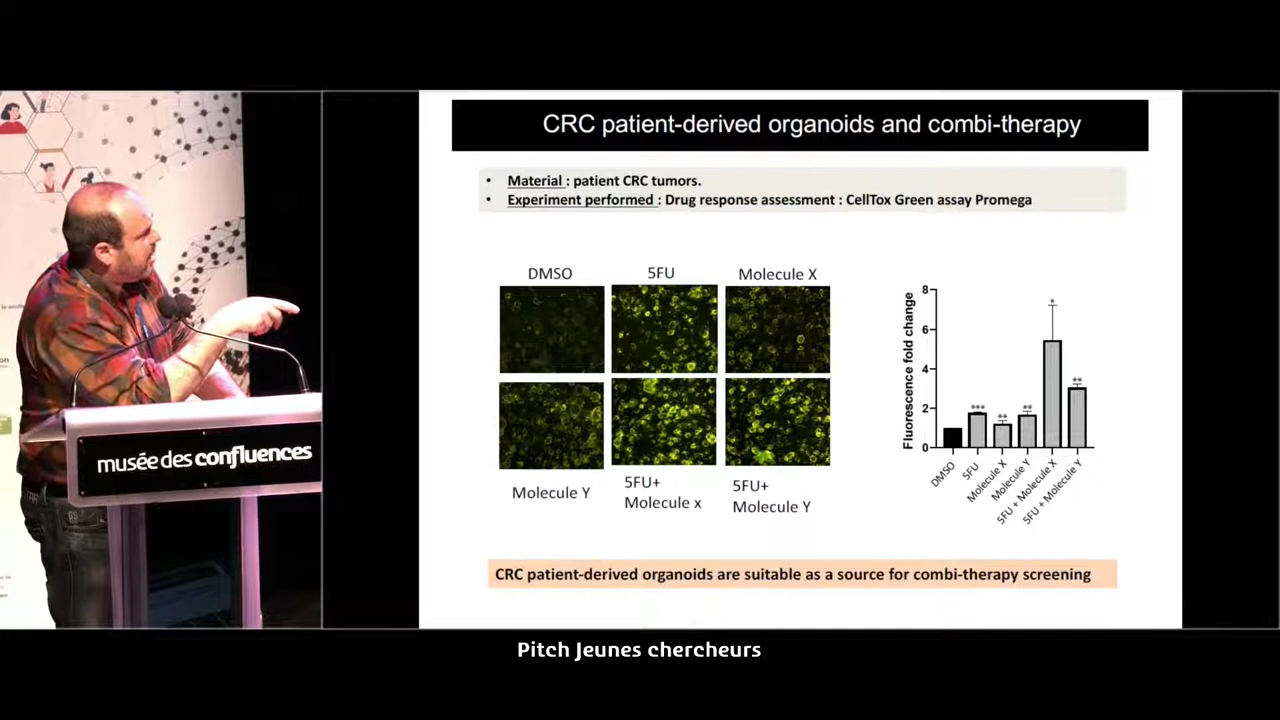 CRC patient-derived organoids and combi-therapy
• Material : patient CRC tumors.
• Experiment performed : Drug response assessment : CellTox Green assay Promega
DMSO
5FU
Molecule X
Molecule Y
5FU+
Molecule x
5FU+
Molecule Y
Fluorescence fold change
8
6
4
2
0
***
**
**
*
**
DMSO
5FU
Molecule X
Molecule Y
5FU + Molecule X
5FU + Molecule Y
CRC patient-derived organoids are suitable as a source for combi-therapy screening
musée des confluences
Pitch Jeunes chercheurs